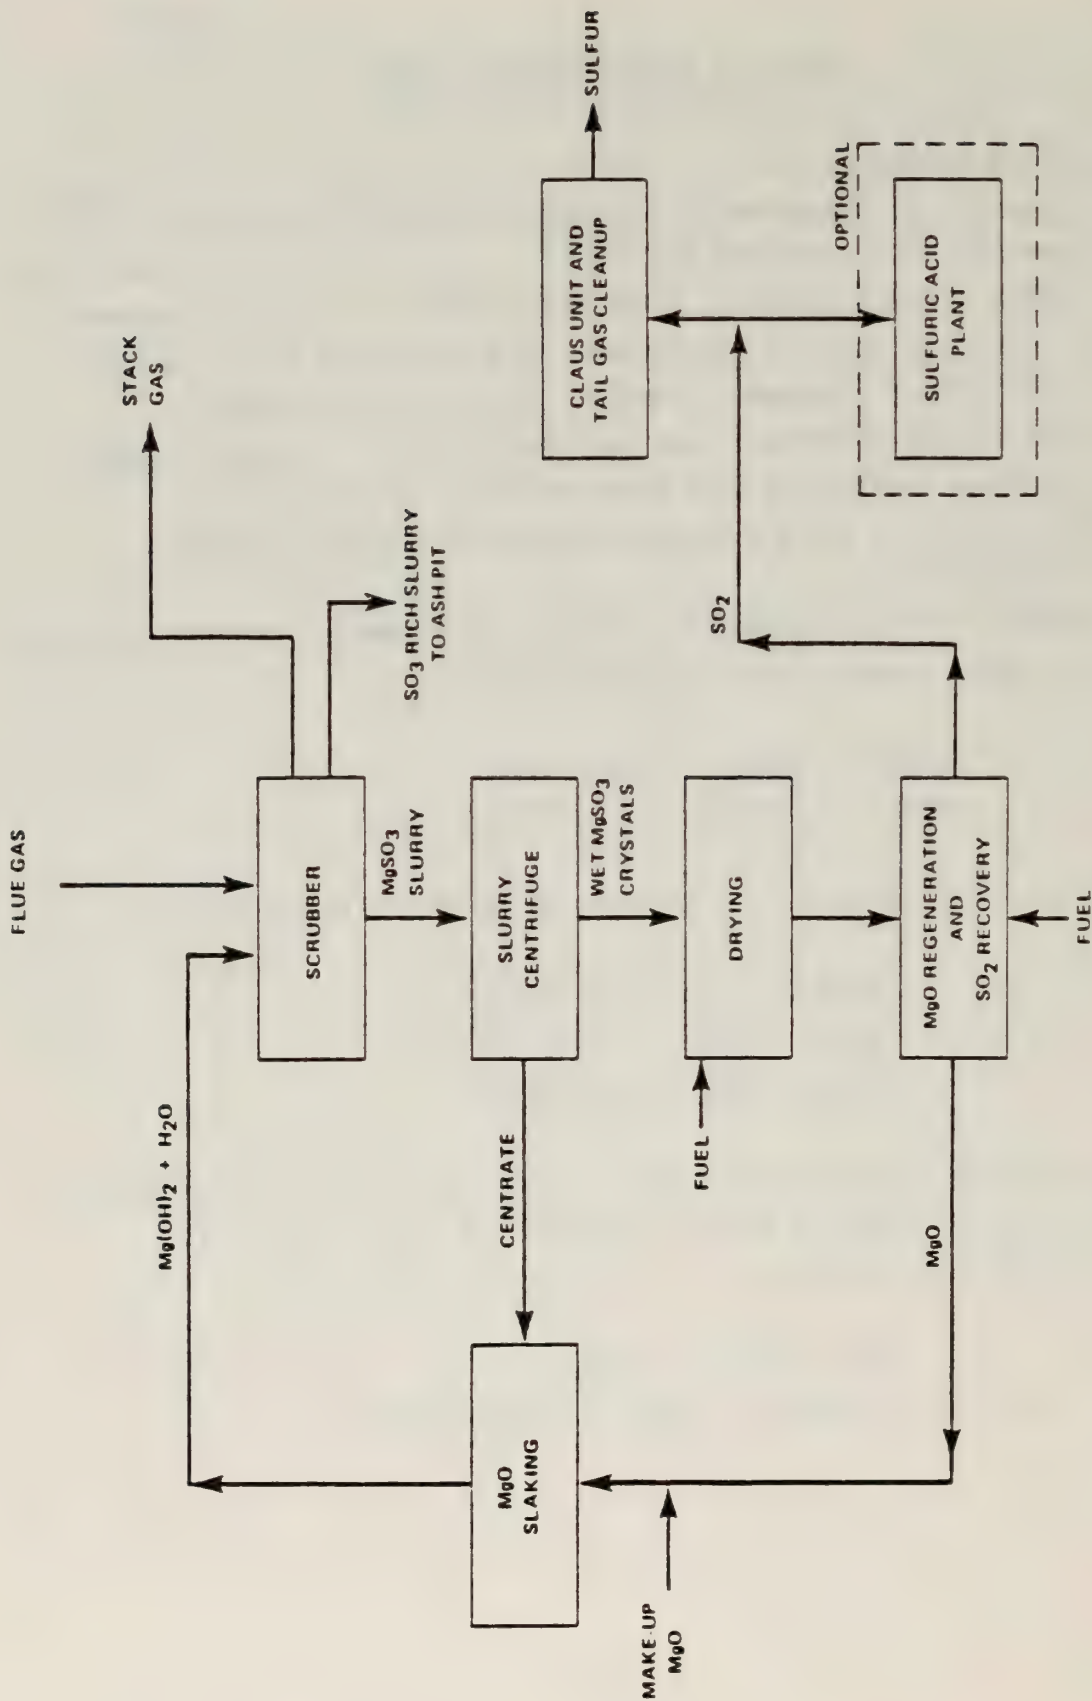 FLUE GAS
STACK
GAS
Mg(OH)2 + H2O
SCRUBBER
SO3 RICH SLURRY
TO ASH PIT
MgSO3
SLURRY
MgO
SLAKING
CENTRATE
SLURRY
CENTRIFUGE
WET MgSO3
CRYSTALS
FUEL
DRYING
MAKE-UP
MgO
MgO
MgO REGENERATION
AND
SO2 RECOVERY
FUEL
SO2
CLAUS UNIT AND
TAIL GAS CLEANUP
SULFUR
OPTIONAL
SULFURIC ACID
PLANT